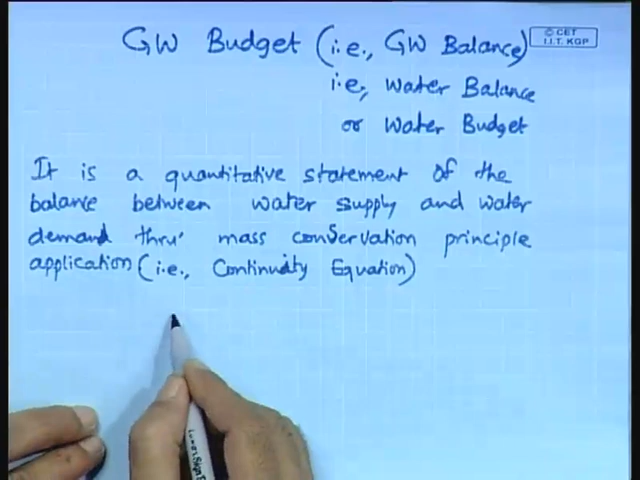 GW Budget (i.e., GW Balance)
© CET
I.I.T. KGP
i.e., Water Balance
or Water Budget
It is a quantitative statement of the
balance between water supply and water
demand thru' mass conservation principle
application (i.e., Continuity Equation)